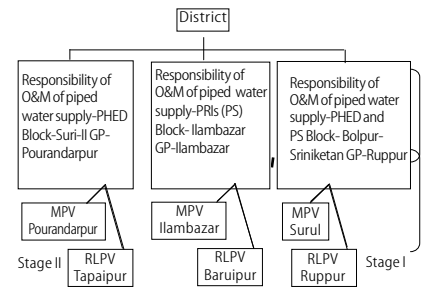 District
Responsibility of
O&M of piped
water supply-PHED
Block-Suri-II GP-
Pourandarpur
Responsibility of
O&M of piped water
supply-PRIs (PS)
Block- Ilambazar
GP-Ilambazar
Responsibility of
O&M of piped water
supply-PHED and
PS Block- Bolpur-
Sriniketan GP-Ruppur
MPV
Pourandarpur
MPV
Ilambazar
MPV
Surul
Stage II
RLPV
Tapaipur
RLPV
Baruipur
RLPV
Ruppur
Stage I